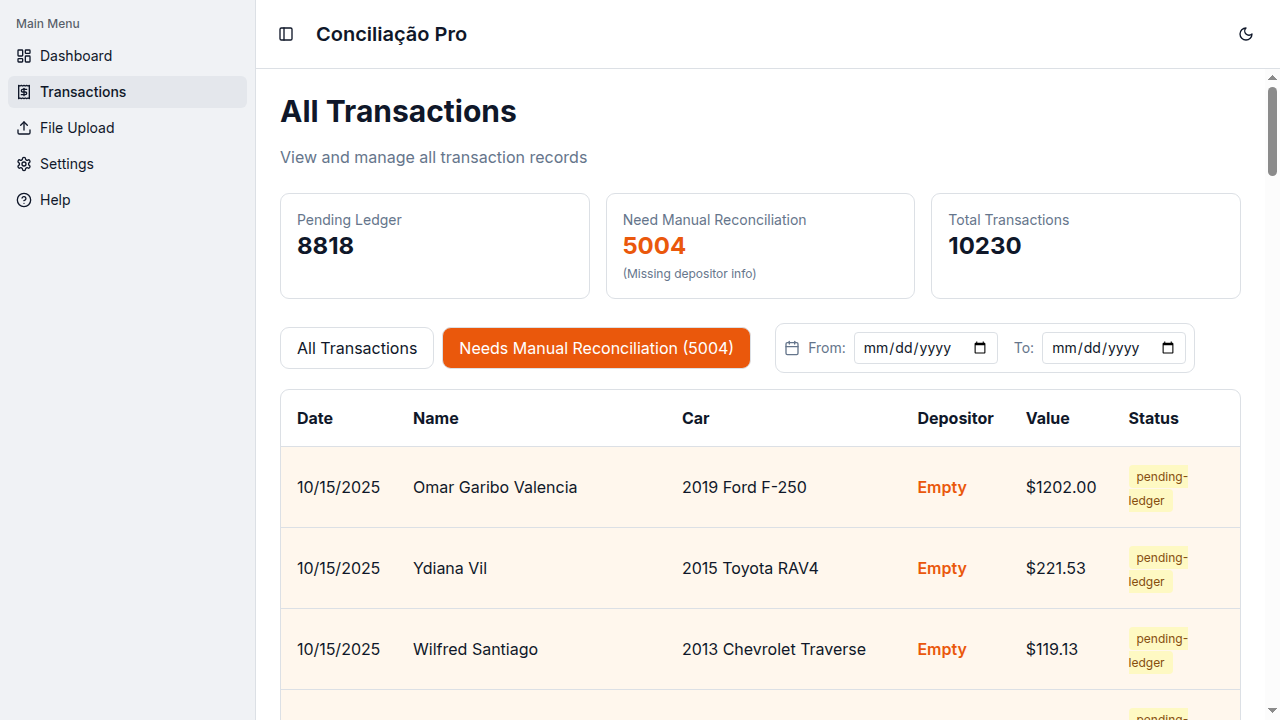 Main Menu
Dashboard
Transactions
File Upload
Settings
Help
Conciliação Pro
All Transactions
View and manage all transaction records
Pending Ledger
8818
Need Manual Reconciliation
5004
(Missing depositor info)
Total Transactions
10230
All Transactions
Needs Manual Reconciliation (5004)
From: mm/dd/yyyy
To: mm/dd/yyyy
Date Name Car Depositor Value Status
10/15/2025 Omar Garibo Valencia 2019 Ford F-250 Empty $1202.00 pending-
ledger
10/15/2025 Ydiana Vil 2015 Toyota RAV4 Empty $221.53 pending-
ledger
10/15/2025 Wilfred Santiago 2013 Chevrolet Traverse Empty $119.13 pending-
ledger
pending-